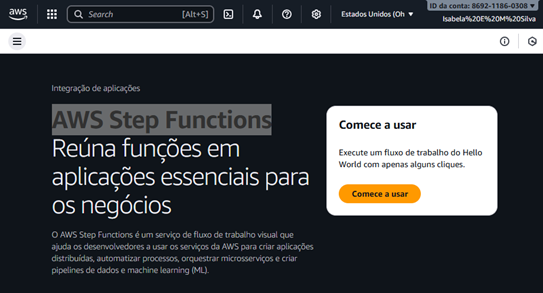 aws
Search
[Alt+S]
Estados Unidos (Oh
ID da conta: 8692-1186-0308
Isabela%20E%20M%20Silva
Integração de aplicações
AWS Step Functions
Reúna funções em
aplicações essenciais para
os negócios
O AWS Step Functions é um serviço de fluxo de trabalho visual que
ajuda os desenvolvedores a usar os serviços da AWS para criar aplicações
distribuídas, automatizar processos, orquestrar microsserviços e criar
pipelines de dados e machine learning (ML).
Comece a usar
Execute um fluxo de trabalho do Hello
World com apenas alguns cliques.
Comece a usar